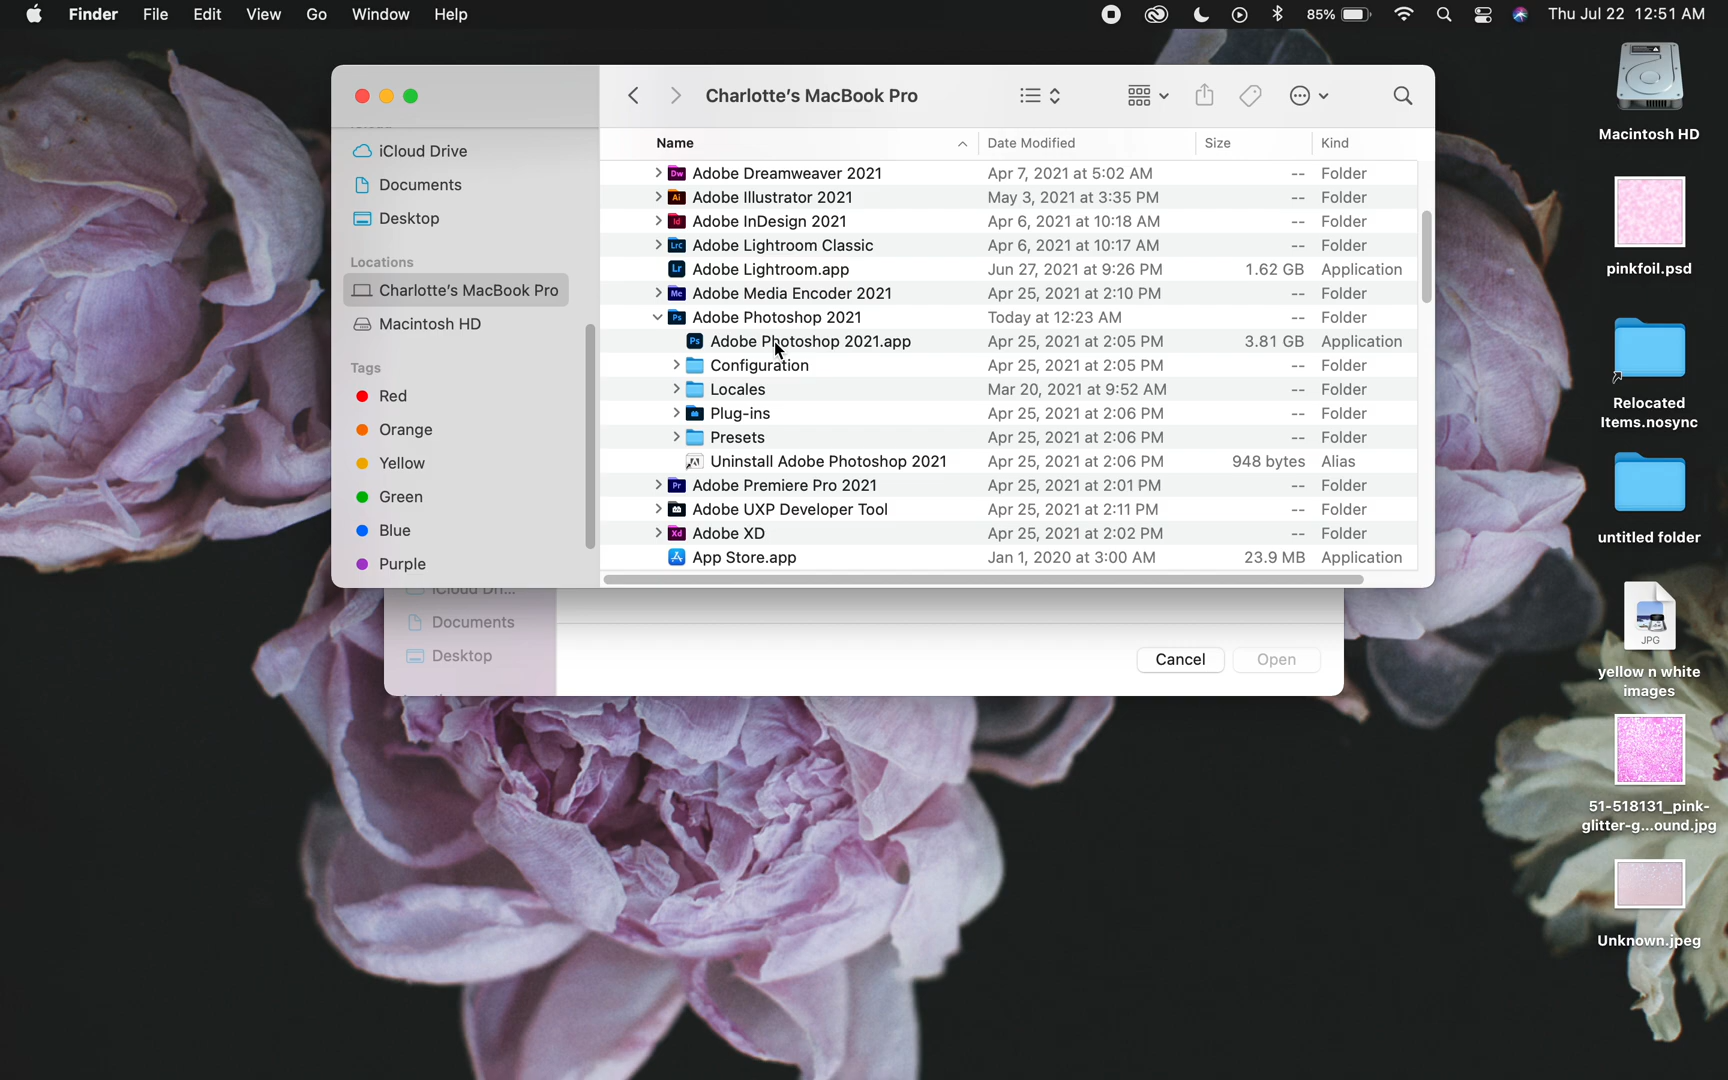 Finder File Edit View Go Window Help 85% Thu Jul 22 12:51 AM
Charlotte's MacBook Pro
iCloud Drive
Documents
Desktop
Locations
Charlotte's MacBook Pro
Macintosh HD
Tags
Red
Orange
Yellow
Green
Blue
Purple
Name Date Modified Size Kind
Dw Adobe Dreamweaver 2021 Apr 7, 2021 at 5:02 AM -- Folder
Ai Adobe Illustrator 2021 May 3, 2021 at 3:35 PM -- Folder
Id Adobe InDesign 2021 Apr 6, 2021 at 10:18 AM -- Folder
Lrc Adobe Lightroom Classic Apr 6, 2021 at 10:17 AM -- Folder
Lr Adobe Lightroom.app Jun 27, 2021 at 9:26 PM 1.62 GB Application
Me Adobe Media Encoder 2021 Apr 25, 2021 at 2:10 PM -- Folder
Ps Adobe Photoshop 2021 Today at 12:23 AM -- Folder
Ps Adobe Photoshop 2021.app Apr 25, 2021 at 2:05 PM 3.81 GB Application
Configuration Apr 25, 2021 at 2:05 PM -- Folder
Locales Mar 20, 2021 at 9:52 AM -- Folder
Plug-ins Apr 25, 2021 at 2:06 PM -- Folder
Presets Apr 25, 2021 at 2:06 PM -- Folder
Uninstall Adobe Photoshop 2021 Apr 25, 2021 at 2:06 PM 948 bytes Alias
Pr Adobe Premiere Pro 2021 Apr 25, 2021 at 2:01 PM -- Folder
Adobe UXP Developer Tool Apr 25, 2021 at 2:11 PM -- Folder
Xd Adobe XD Apr 25, 2021 at 2:02 PM -- Folder
App Store.app Jan 1, 2020 at 3:00 AM 23.9 MB Application
iCloud Dri...
Documents
Desktop
Cancel Open
Macintosh HD
pinkfoil.psd
Relocated
Items.nosync
untitled folder
JPG
yellow n white
images
51-518131_pink-
glitter-g...ound.jpg
Unknown.jpeg